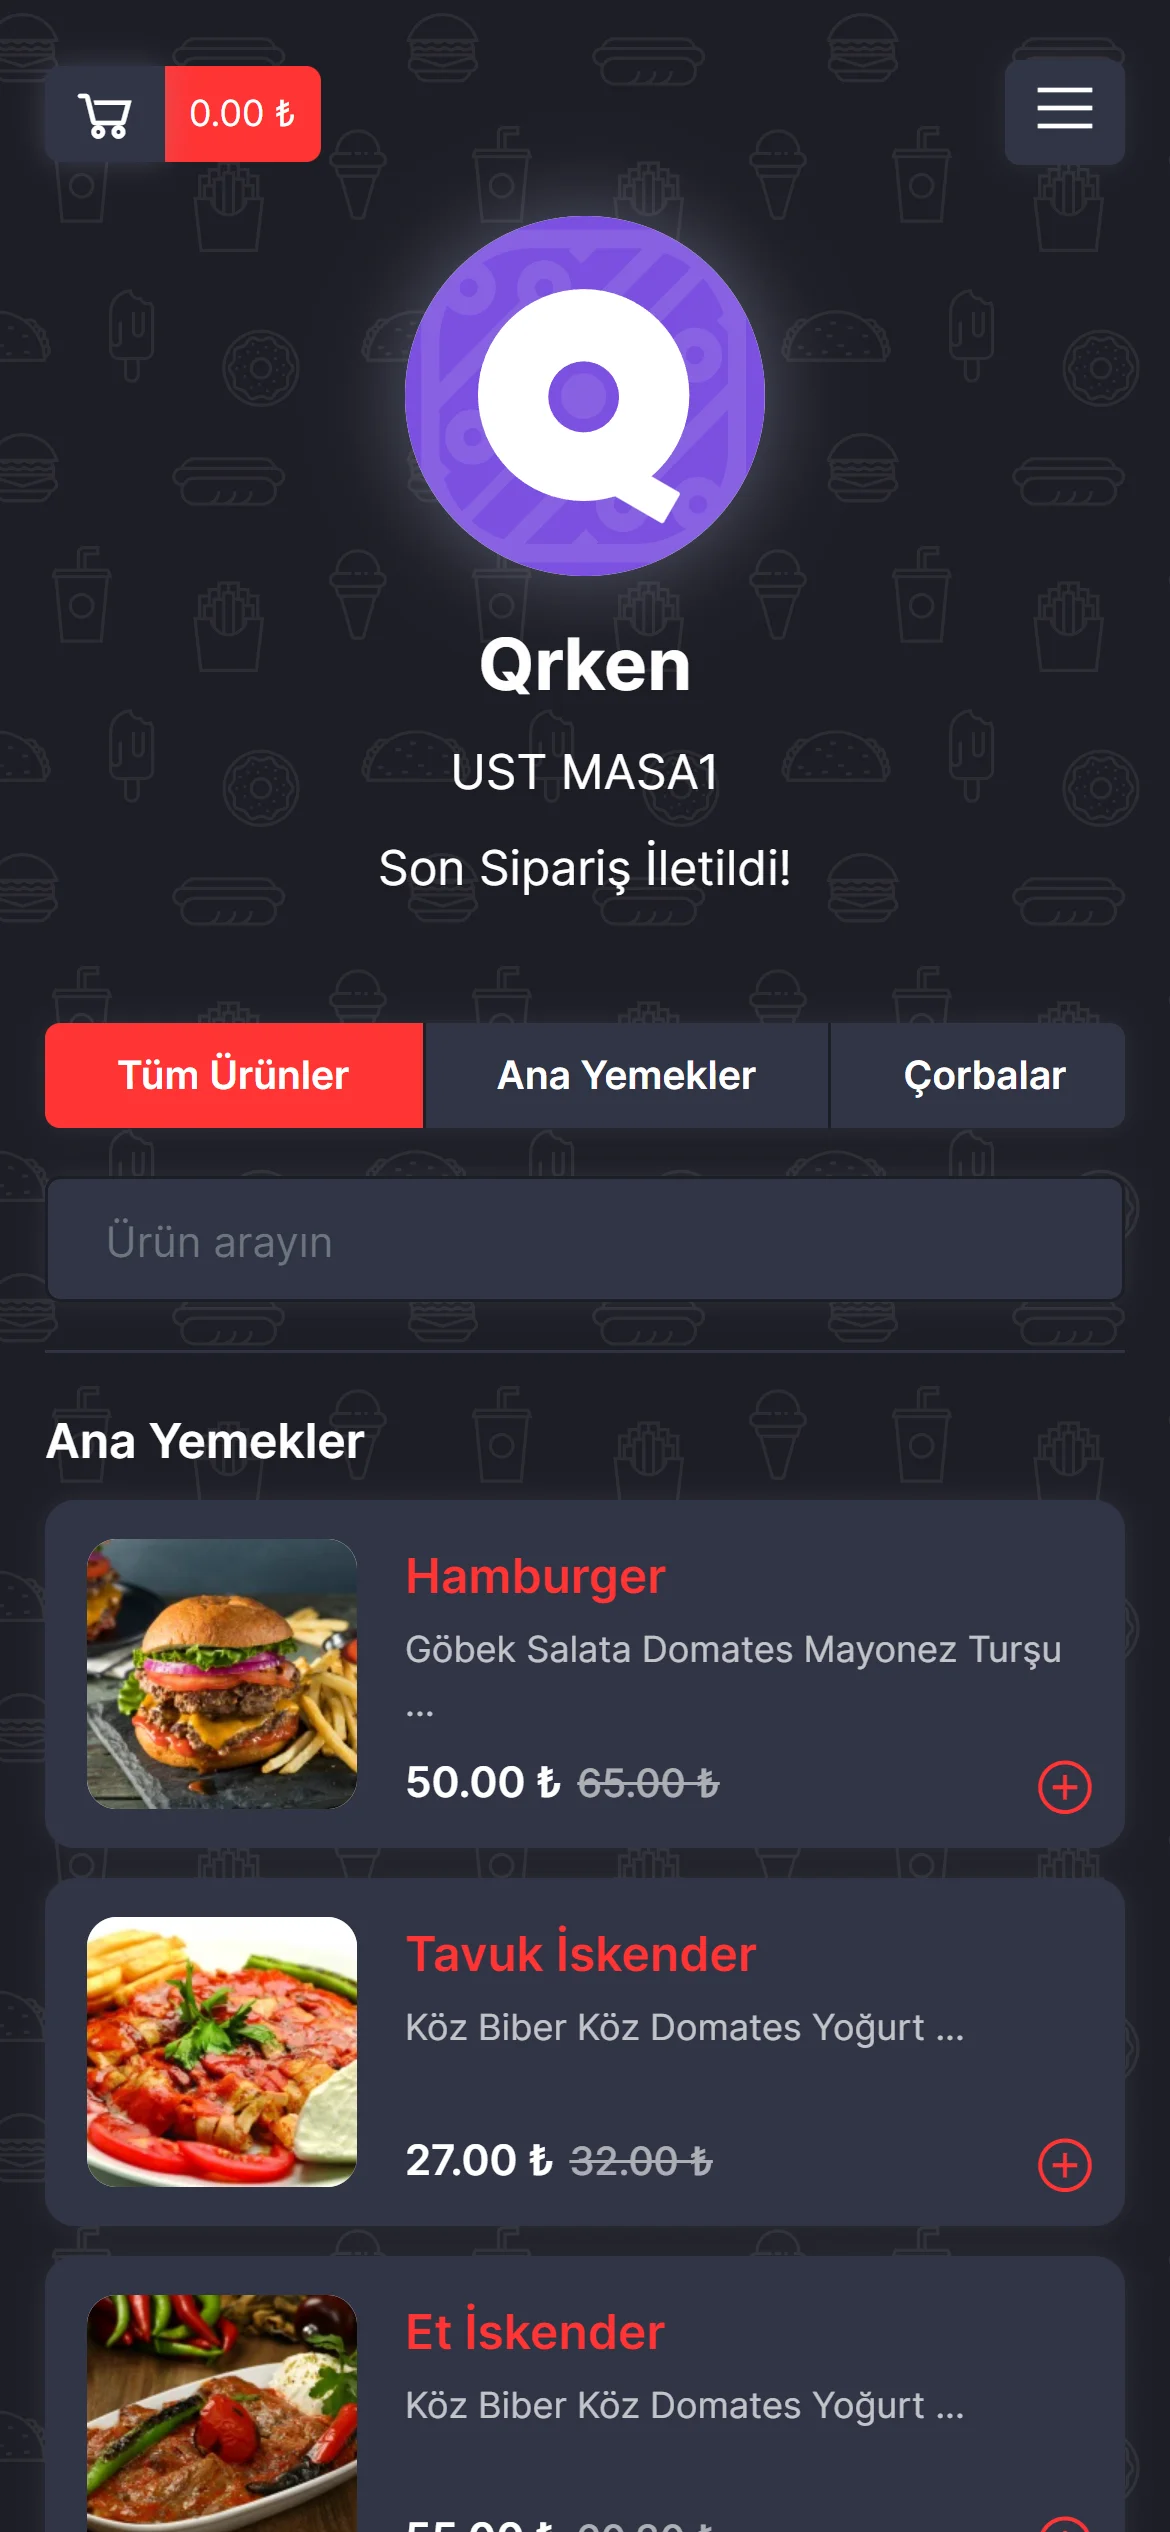 0.00 ₺
Qrken
UST MASA1
Son Sipariş İletildi!
Tüm Ürünler
Ana Yemekler
Çorbalar
Ürün arayın
Ana Yemekler
Hamburger
Göbek Salata Domates Mayonez Turşu
...
50.00 ₺ 65.00 ₺
Tavuk İskender
Köz Biber Köz Domates Yoğurt ...
27.00 ₺ 32.00 ₺
Et İskender
Köz Biber Köz Domates Yoğurt ...